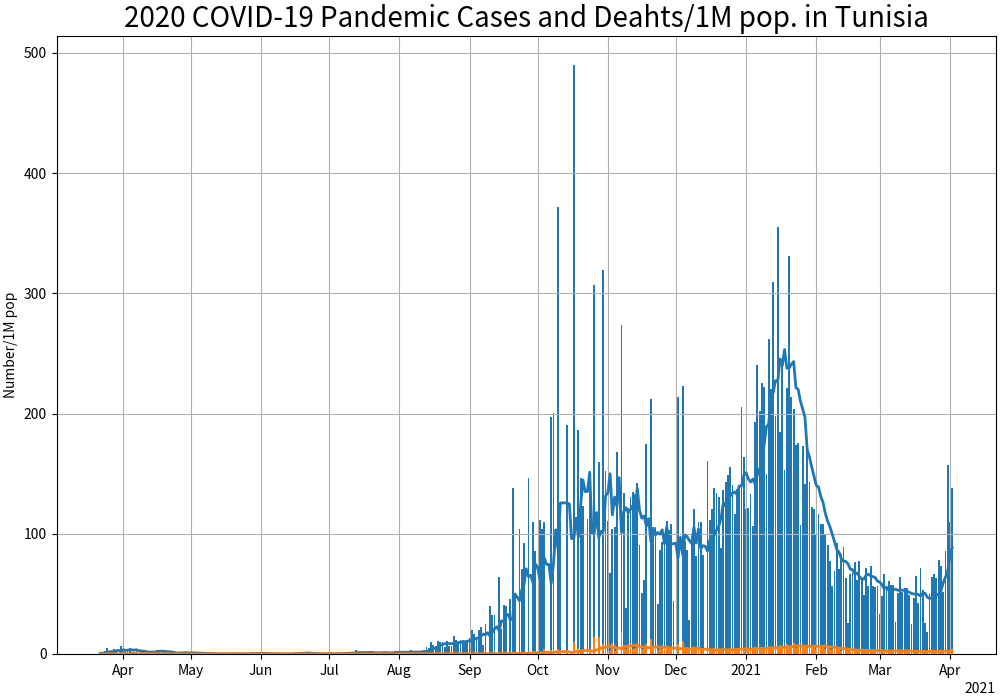 2020 COVID-19 Pandemic Cases and Deahts/1M pop. in Tunisia
Number/1M pop
500
400
300
200
100
0
Apr May Jun Jul Aug Sep Oct Nov Dec 2021 Feb Mar Apr
2021